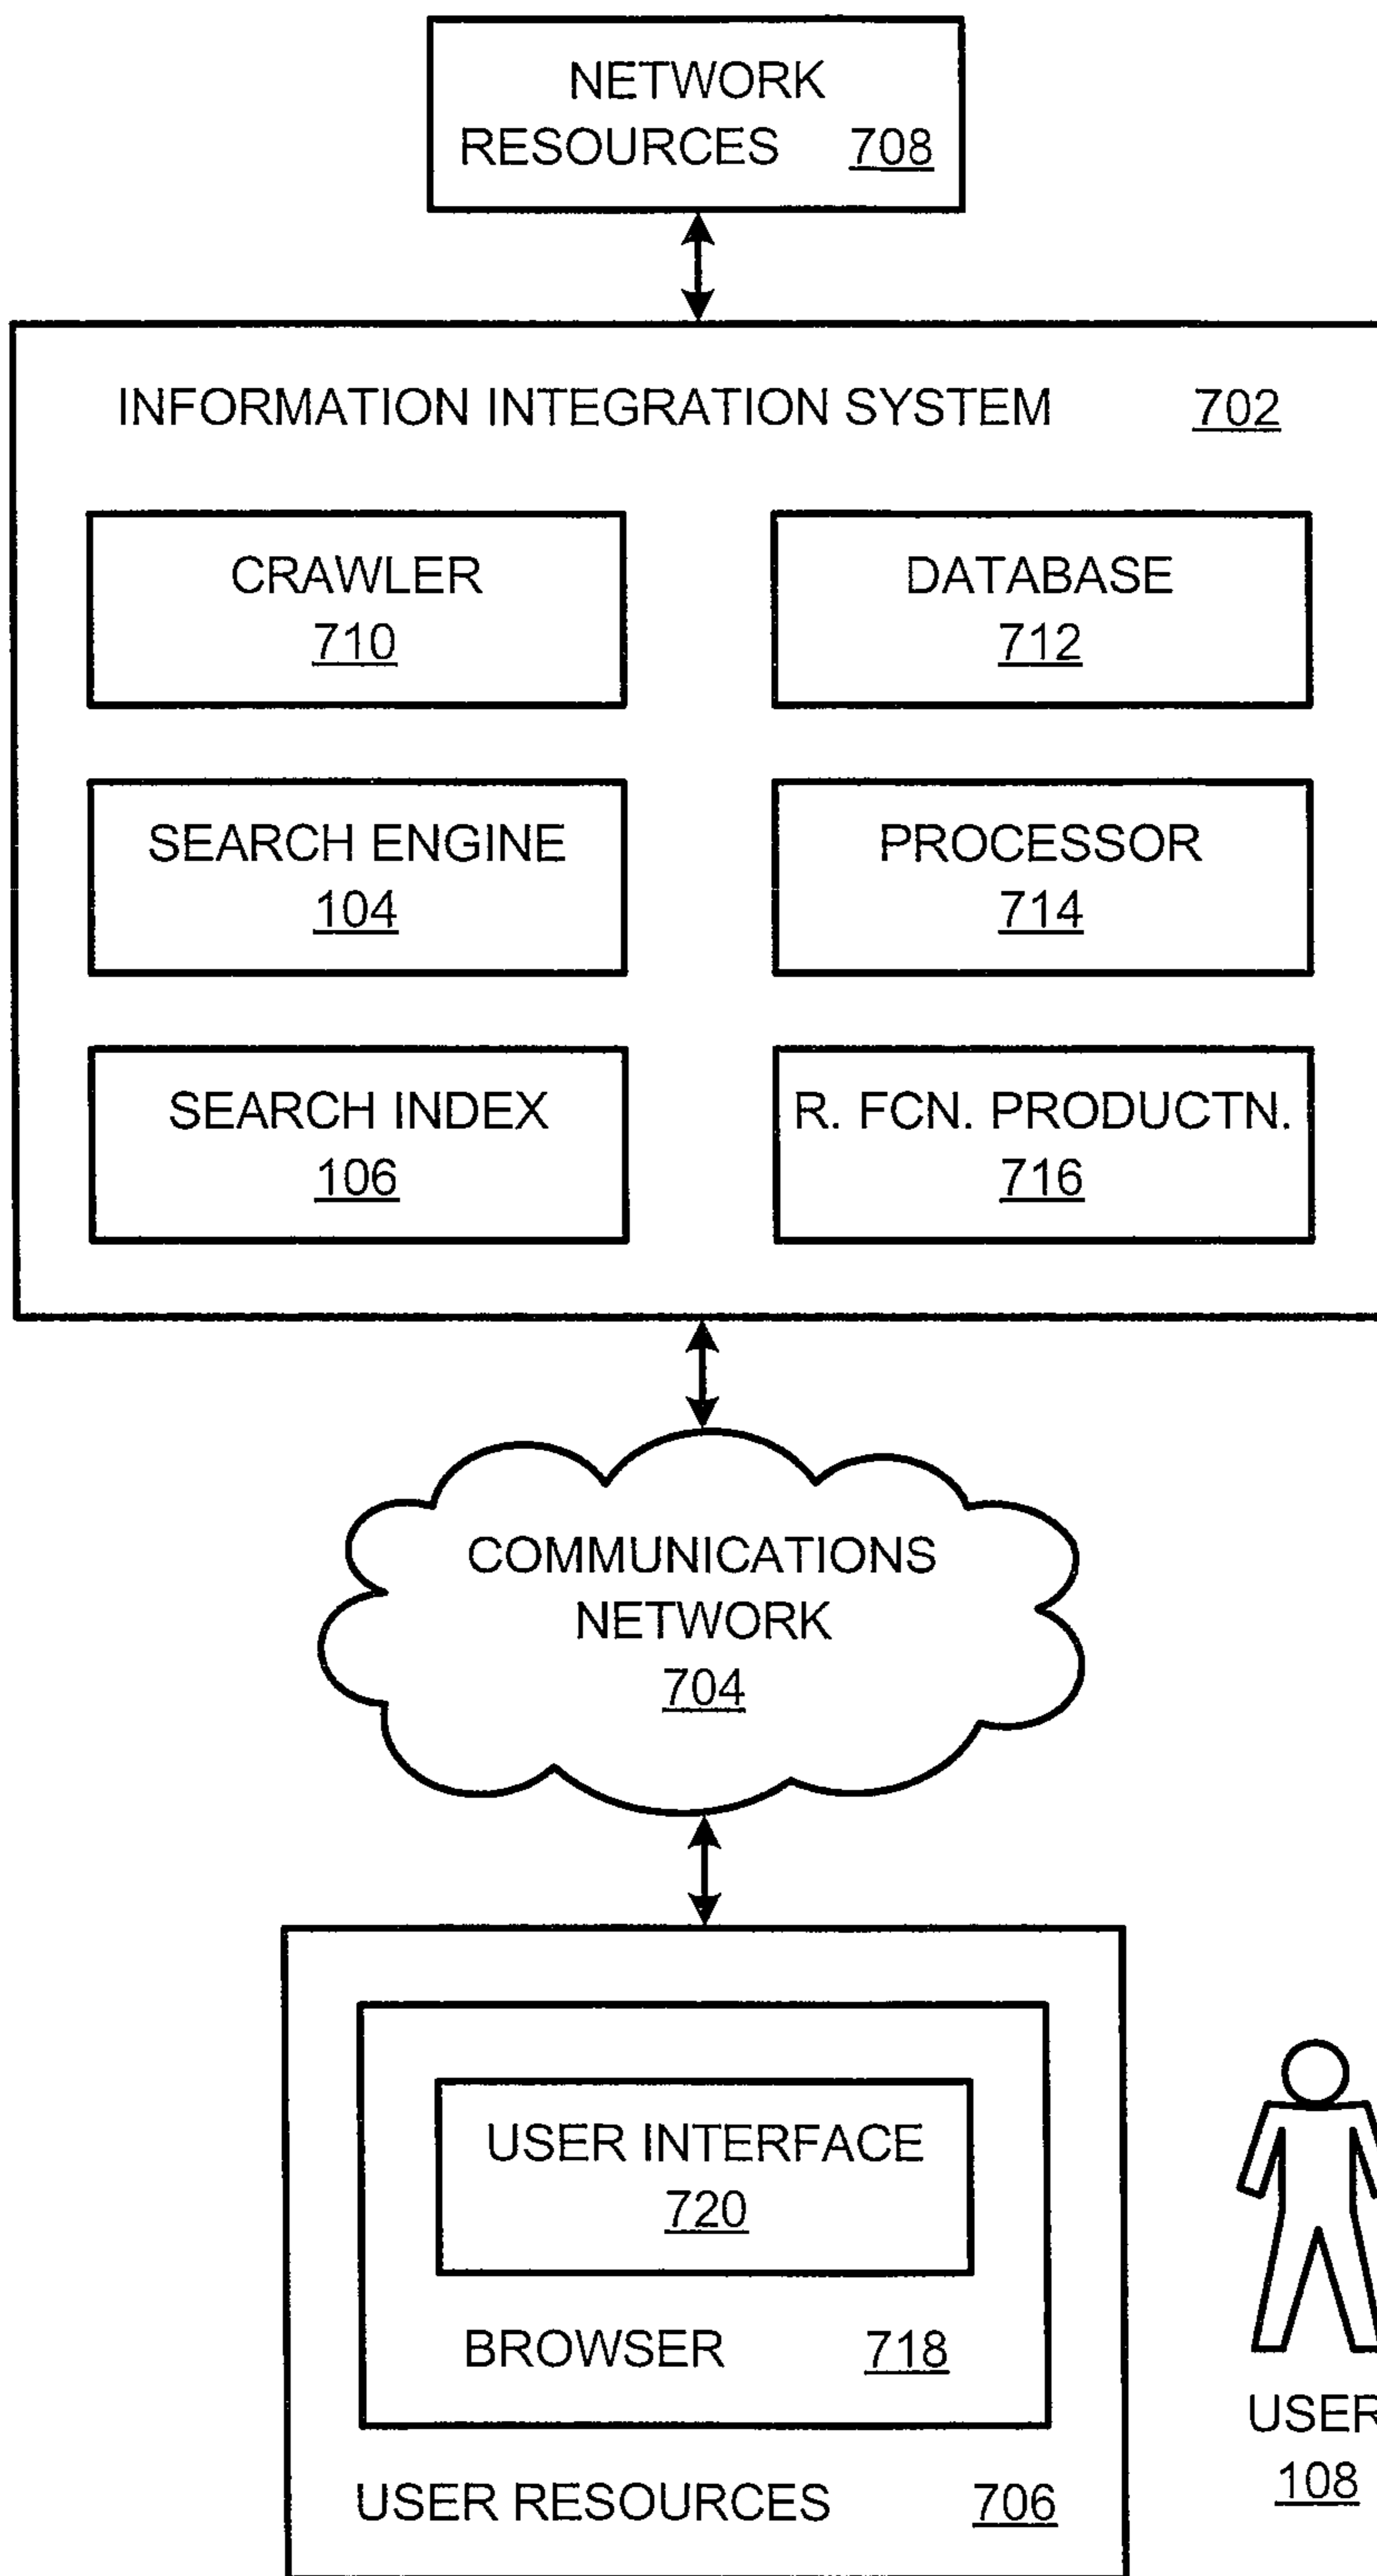 NETWORK
RESOURCES 708
INFORMATION INTEGRATION SYSTEM 702
CRAWLER
710
DATABASE
712
SEARCH ENGINE
104
PROCESSOR
714
SEARCH INDEX
106
R. FCN. PRODUCTN.
716
COMMUNICATIONS
NETWORK
704
USER INTERFACE
720
BROWSER 718
USER RESOURCES 706
USER
108